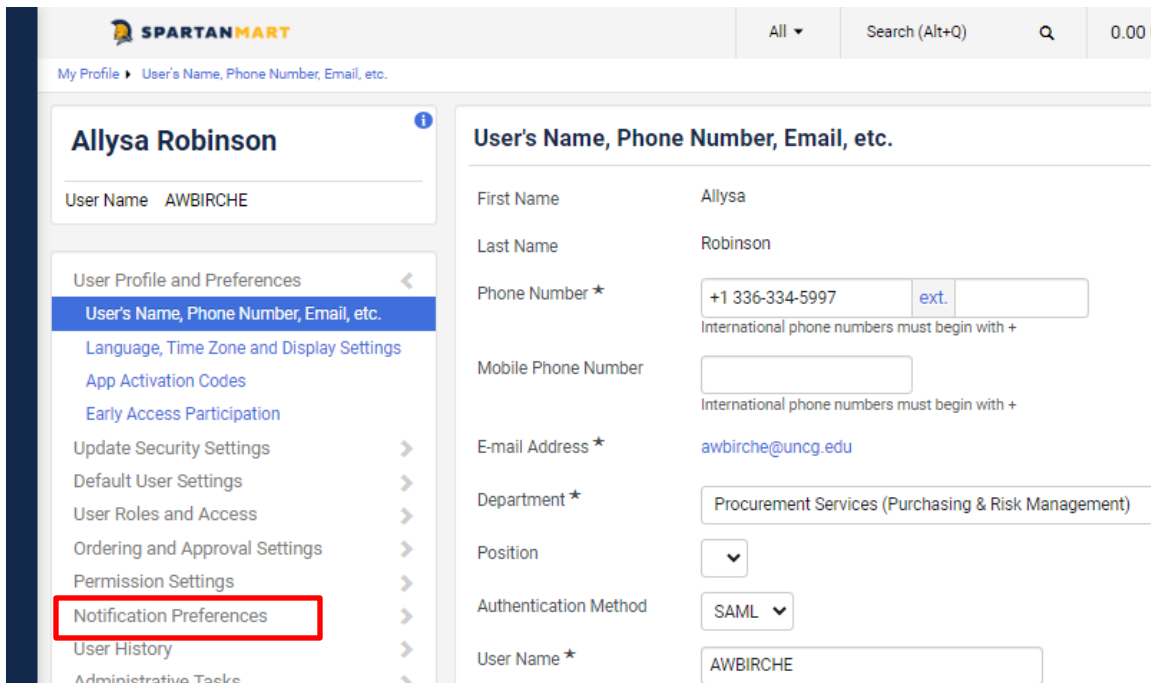 SPARTANMART
All
Search (Alt+Q)
0.00
My Profile User's Name, Phone Number, Email, etc.
Allysa Robinson
User Name AWBIRCHE
User Profile and Preferences
User's Name, Phone Number, Email, etc.
Language, Time Zone and Display Settings
App Activation Codes
Early Access Participation
Update Security Settings
Default User Settings
User Roles and Access
Ordering and Approval Settings
Permission Settings
Notification Preferences
User History
Administrative Tasks
User's Name, Phone Number, Email, etc.
First Name Allysa
Last Name Robinson
Phone Number ★ +1 336-334-5997 ext.
International phone numbers must begin with +
Mobile Phone Number
International phone numbers must begin with +
E-mail Address ★ awbirche@uncg.edu
Department ★ Procurement Services (Purchasing & Risk Management)
Position
Authentication Method SAML
User Name ★ AWBIRCHE